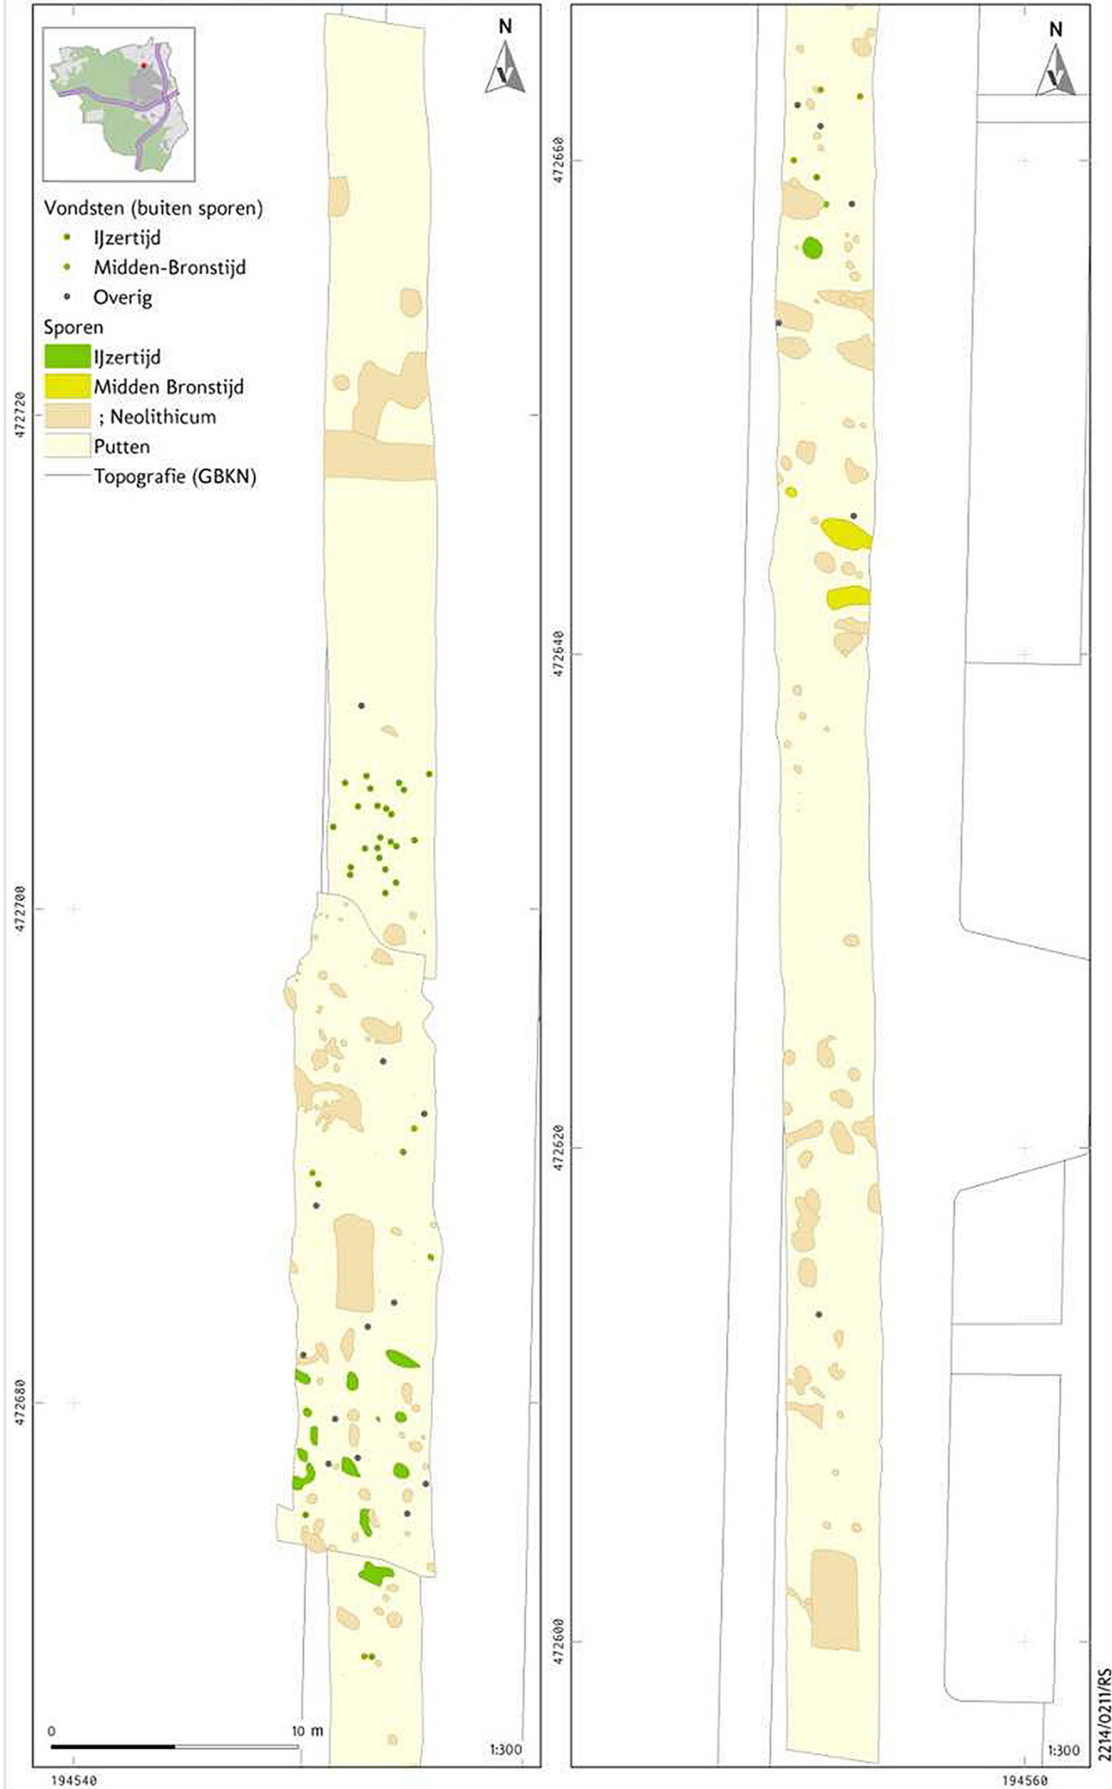 N
Vondsten (buiten sporen)
IJzertijd
Midden-Bronstijd
Overig
Sporen
IJzertijd
Midden Bronstijd
; Neolithicum
Putten
Topografie (GBKN)
472720
472700
472680
0 10 m
1:300
194540
N
472660
472640
472620
472600
1:300
194560
2214/0211/RS